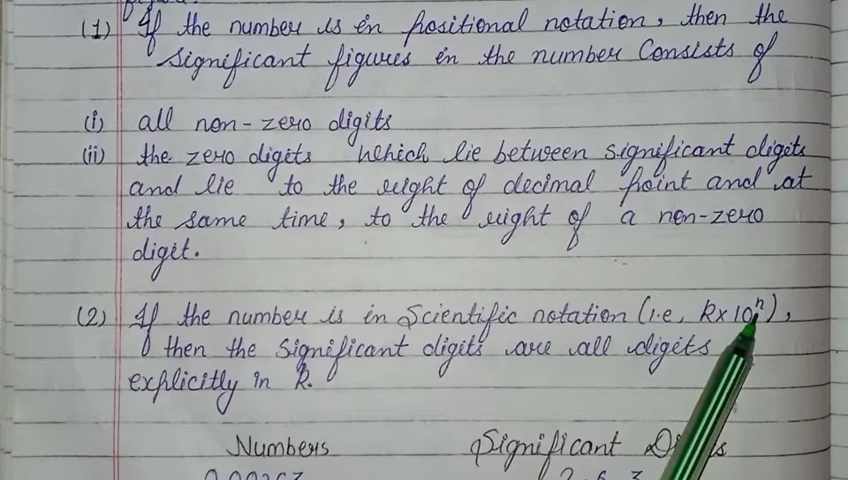 (1) If the number is in positional notation, then the
significant figures in the number Consists of
(i) all non-zero digits
(ii) the zero digits which lie between significant digits
and lie to the right of decimal point and at
the same time, to the right of a non-zero
digit.
(2) If the number is in Scientific notation (i.e, R×10ⁿ),
then the significant digits are all digits
explicitly in R.
Numbers Significant